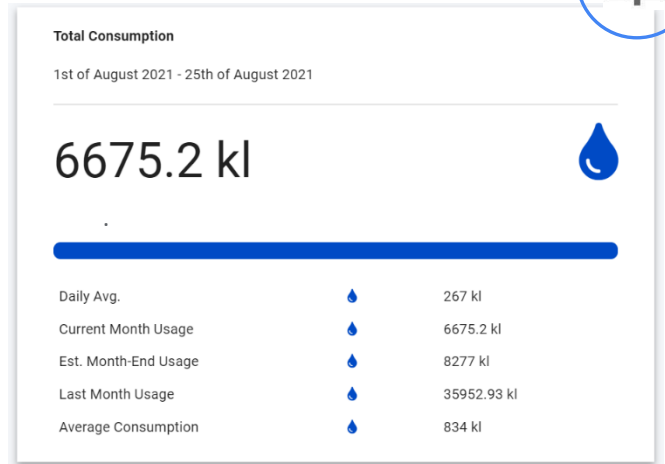 Total Consumption
1st of August 2021 - 25th of August 2021
6675.2 kl
.
Daily Avg. 267 kl
Current Month Usage 6675.2 kl
Est. Month-End Usage 8277 kl
Last Month Usage 35952.93 kl
Average Consumption 834 kl